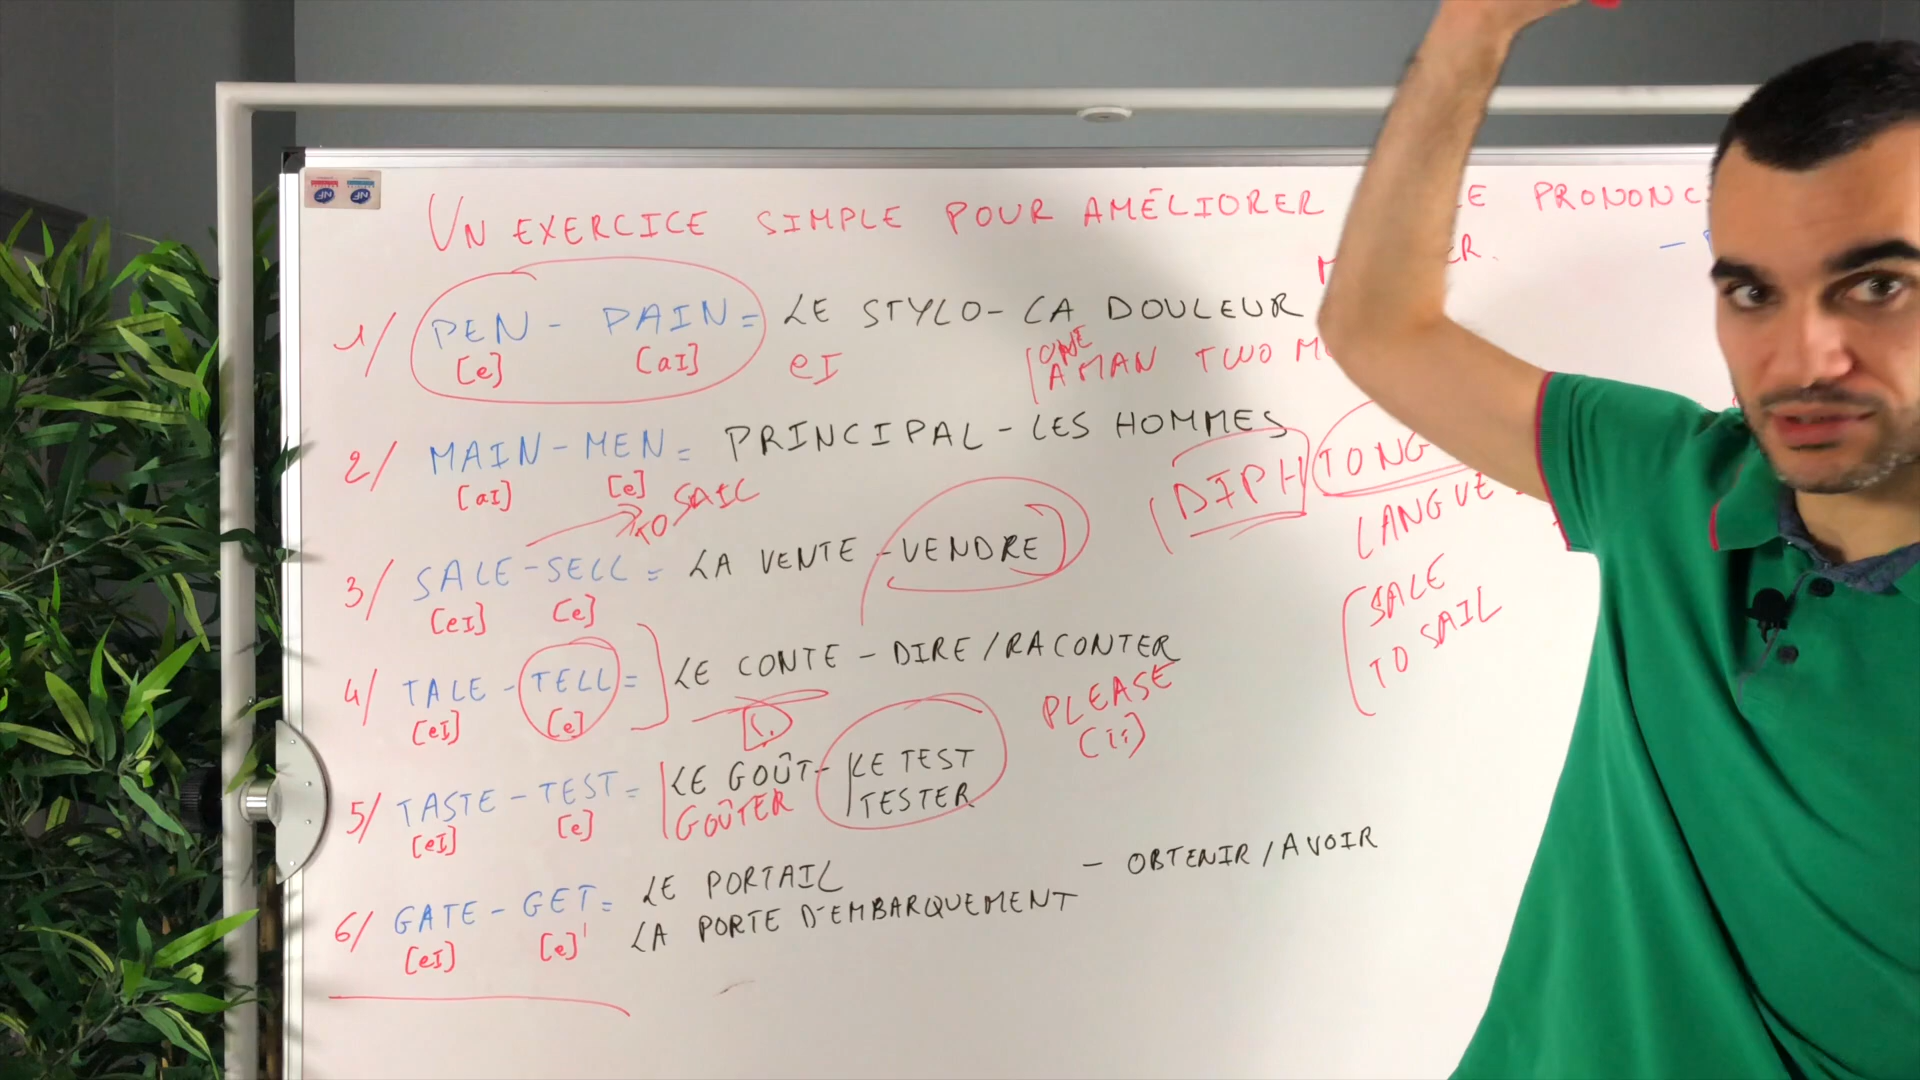 NF NF
UN EXERCICE SIMPLE POUR AMÉLIORER PRONONC
1/ PEN - PAIN = LE STYLO - LA DOULEUR
[e] [aI] eI
ONE
A MAN TWO
2/ MAIN - MEN = PRINCIPAL - LES HOMMES
[aI] [e]
TO SAIL
DIPHTONG
LANGUE
3/ SALE - SELL = LA VENTE - VENDRE
[eI] [e]
SALE
TO SAIL
4/ TALE - TELL = LE CONTE - DIRE / RACONTER
[eI] [e]
PLEASE
(ii)
5/ TASTE - TEST = LE GOÛT - LE TEST
[eI] [e] GOÛTER TESTER
6/ GATE - GET = LE PORTAIL - OBTENIR / AVOIR
[eI] [e] LA PORTE D'EMBARQUEMENT